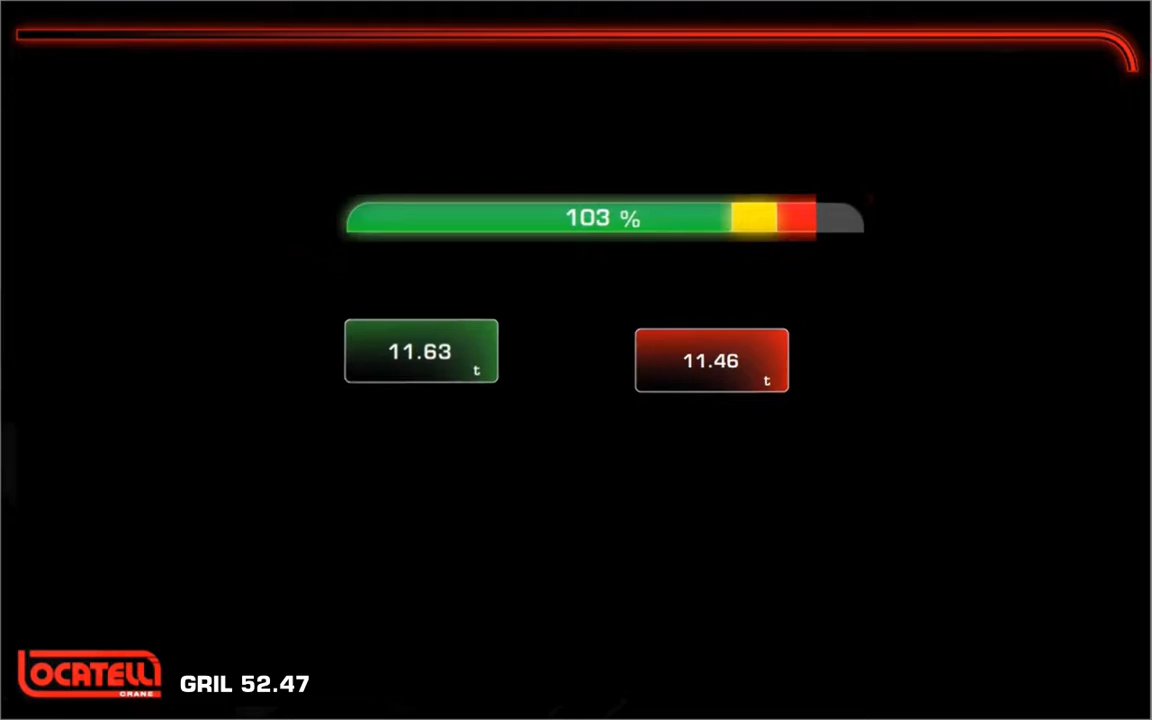 103 %
11.63
t
11.46
t
LOCATELLI
CRANE
GRIL 52.47